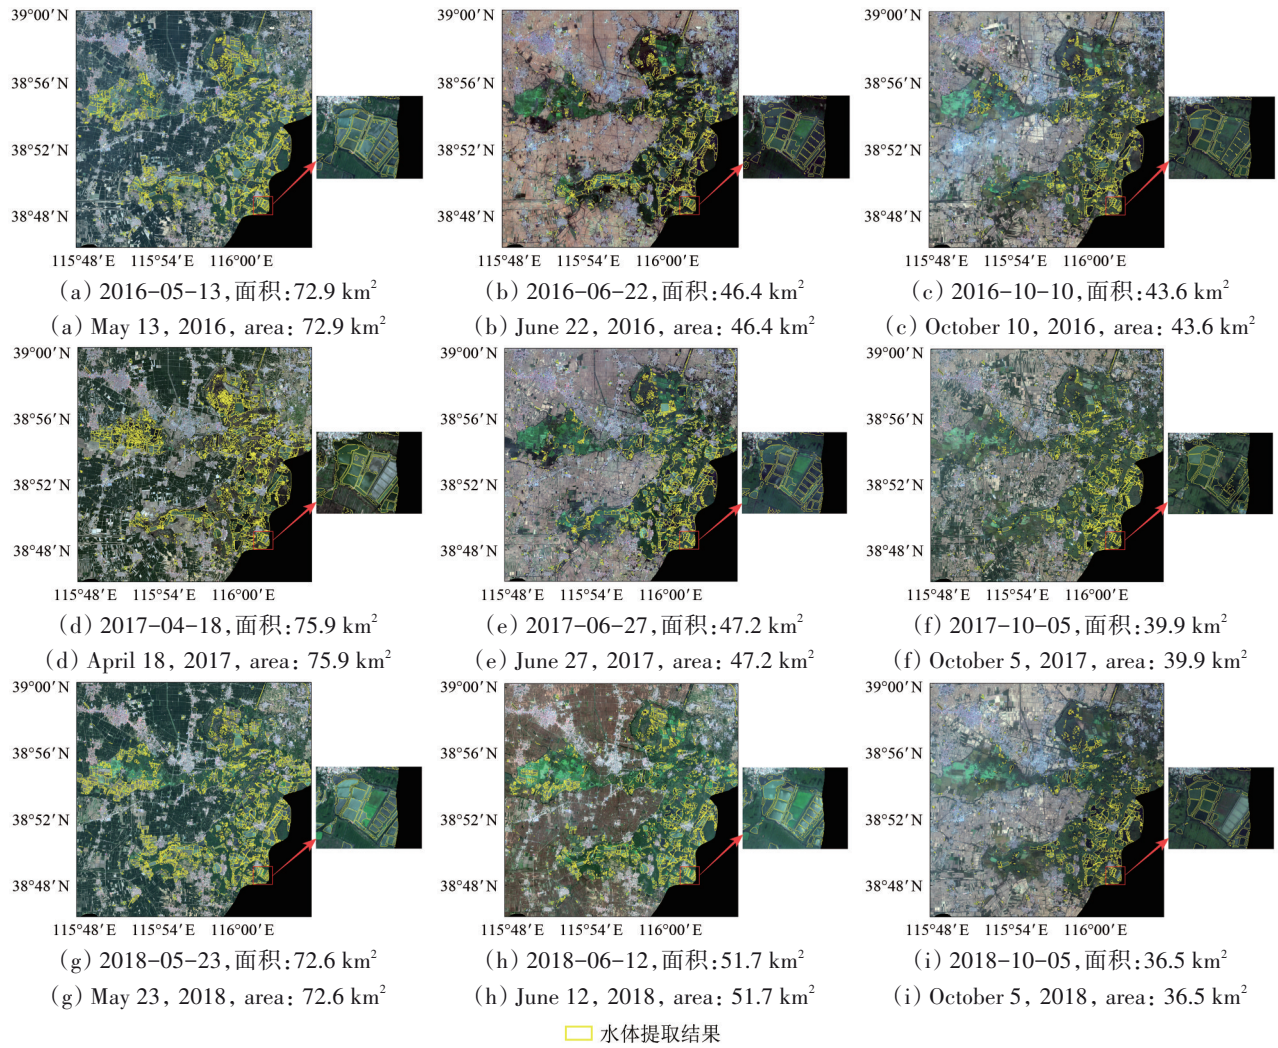 39°00′N
38°56′N
38°52′N
38°48′N
115°48′E 115°54′E 116°00′E
(a) 2016-05-13,面积:72.9 km²
(a) May 13, 2016, area: 72.9 km²
115°48′E 115°54′E 116°00′E
(b) 2016-06-22,面积:46.4 km²
(b) June 22, 2016, area: 46.4 km²
39°00′N
38°56′N
38°52′N
38°48′N
115°48′E 115°54′E 116°00′E
(c) 2016-10-10,面积:43.6 km²
(c) October 10, 2016, area: 43.6 km²
39°00′N
38°56′N
38°52′N
38°48′N
115°48′E 115°54′E 116°00′E
(d) 2017-04-18,面积:75.9 km²
(d) April 18, 2017, area: 75.9 km²
39°00′N
38°56′N
38°52′N
38°48′N
115°48′E 115°54′E 116°00′E
(e) 2017-06-27,面积:47.2 km²
(e) June 27, 2017, area: 47.2 km²
39°00′N
38°56′N
38°52′N
38°48′N
115°48′E 115°54′E 116°00′E
(f) 2017-10-05,面积:39.9 km²
(f) October 5, 2017, area: 39.9 km²
39°00′N
38°56′N
38°52′N
38°48′N
115°48′E 115°54′E 116°00′E
(g) 2018-05-23,面积:72.6 km²
(g) May 23, 2018, area: 72.6 km²
39°00′N
38°56′N
38°52′N
38°48′N
115°48′E 115°54′E 116°00′E
(h) 2018-06-12,面积:51.7 km²
(h) June 12, 2018, area: 51.7 km²
39°00′N
38°56′N
38°52′N
38°48′N
115°48′E 115°54′E 116°00′E
(i) 2018-10-05,面积:36.5 km²
(i) October 5, 2018, area: 36.5 km²
水体提取结果